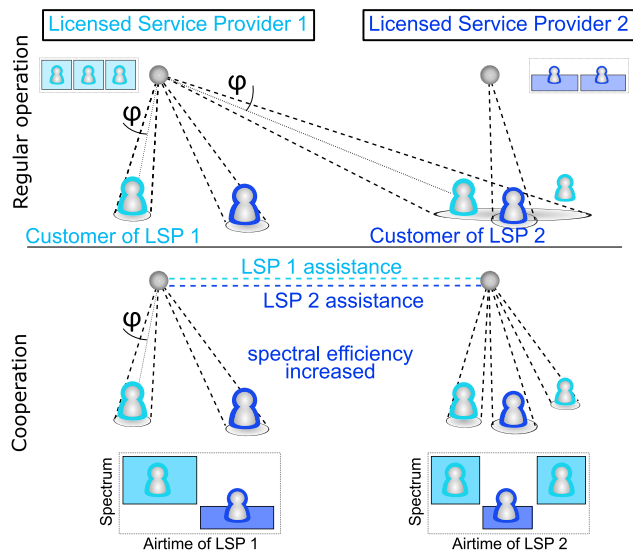 Licensed Service Provider 1
Licensed Service Provider 2
Regular operation
φ
φ
Customer of LSP 1
Customer of LSP 2
LSP 1 assistance
LSP 2 assistance
Cooperation
φ
spectral efficiency
increased
Spectrum
Airtime of LSP 1
Spectrum
Airtime of LSP 2